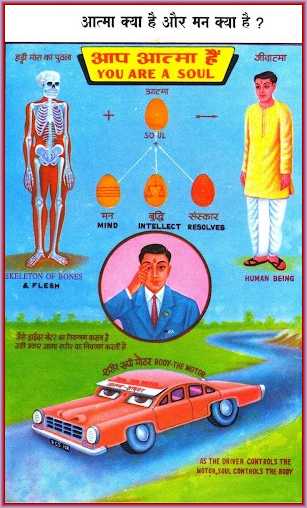 आत्मा क्या है और मन क्या है ?
हड्डी मांस का पुतला
आप आत्मा हैं
YOU ARE A SOUL
जीवात्मा
आत्मा
SOUL
मन
MIND
बुद्धि
INTELLECT
संस्कार
RESOLVES
SKELETON OF BONES
& FLESH
HUMAN BEING
जैसे ड्राईवर मोटर का नियन्त्रण करता है
उसी प्रकार आत्मा शरीर का नियन्त्रण करती है
शरीर रूपी मोटर BODY-THE MOTOR
AS THE DRIVER CONTROLS THE
MOTOR, SOUL CONTROLS THE BODY